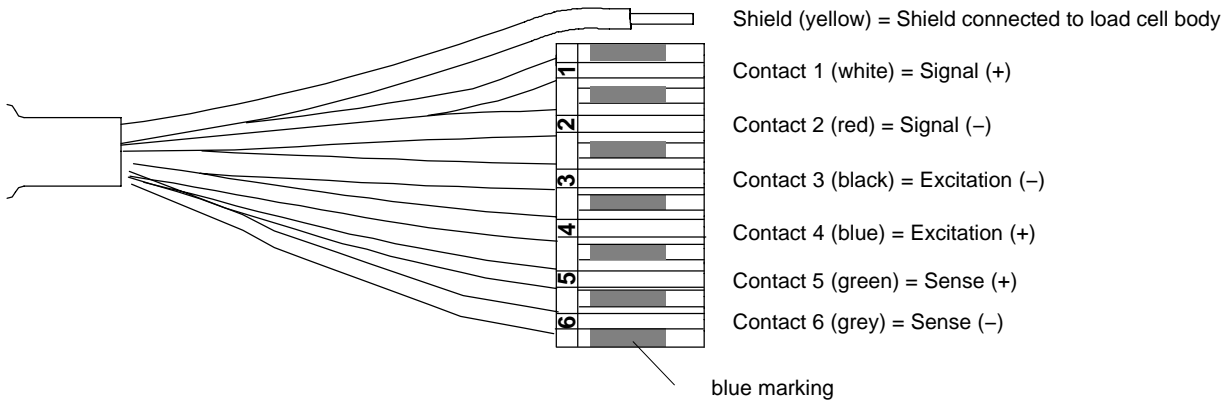 Shield (yellow) = Shield connected to load cell body
1
Contact 1 (white) = Signal (+)
2
Contact 2 (red) = Signal (−)
3
Contact 3 (black) = Excitation (−)
4
Contact 4 (blue) = Excitation (+)
5
Contact 5 (green) = Sense (+)
6
Contact 6 (grey) = Sense (−)
blue marking